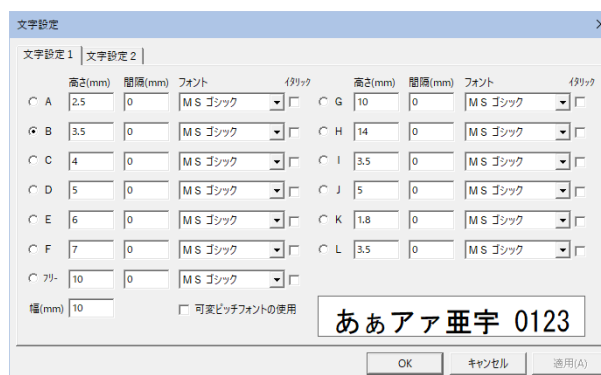 文字設定
文字設定1 文字設定2
高さ(mm) 間隔(mm) フォント イタリック 高さ(mm) 間隔(mm) フォント イタリック
A 2.5 0 ＭＳ ゴシック G 10 0 ＭＳ ゴシック
B 3.5 0 ＭＳ ゴシック H 14 0 ＭＳ ゴシック
C 4 0 ＭＳ ゴシック I 3.5 0 ＭＳ ゴシック
D 5 0 ＭＳ ゴシック J 5 0 ＭＳ ゴシック
E 6 0 ＭＳ ゴシック K 1.8 0 ＭＳ ゴシック
F 7 0 ＭＳ ゴシック L 3.5 0 ＭＳ ゴシック
フリー 10 0 ＭＳ ゴシック
幅(mm) 10 可変ピッチフォントの使用 あぁアァ亜宇 0123
OK キャンセル 適用(A)